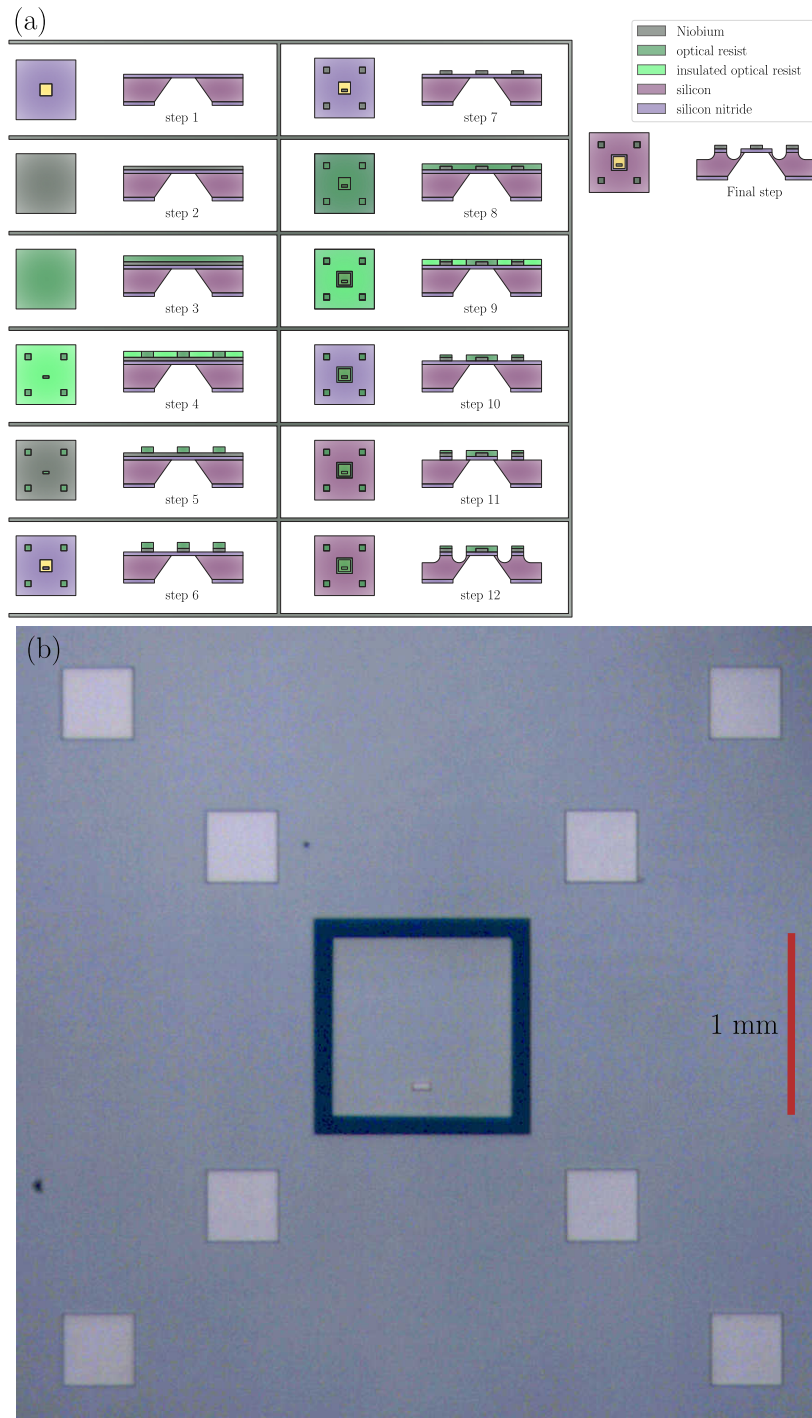 (a)
Niobium
optical resist
insulated optical resist
silicon
silicon nitride
step 1
step 7
Final step
step 2
step 8
step 3
step 9
step 4
step 10
step 5
step 11
step 6
step 12
(b)
1 mm